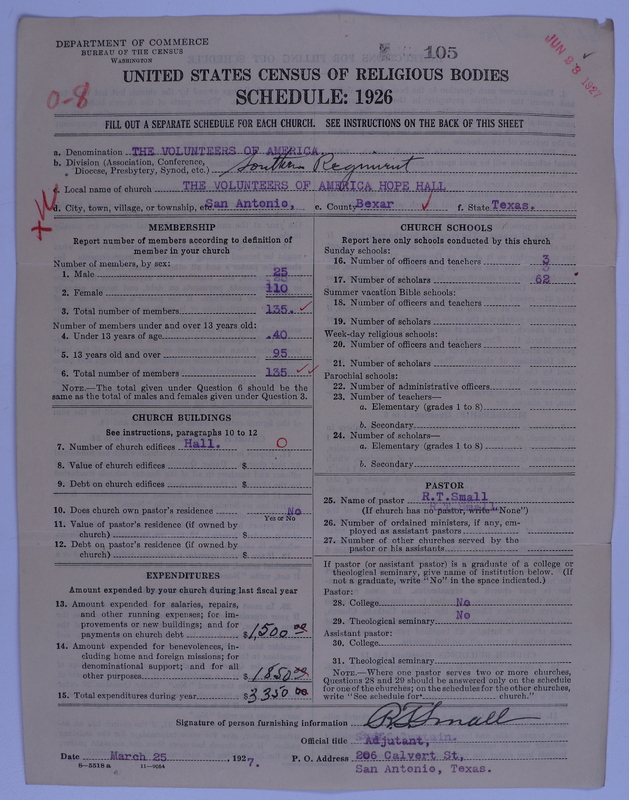 DEPARTMENT OF COMMERCE
BUREAU OF THE CENSUS
WASHINGTON
105
JUN 28 1927
UNITED STATES CENSUS OF RELIGIOUS BODIES
SCHEDULE: 1926
0-8
FILL OUT A SEPARATE SCHEDULE FOR EACH CHURCH. SEE INSTRUCTIONS ON THE BACK OF THIS SHEET
a. Denomination THE VOLUNTEERS OF AMERICA.
b. Division (Association, Conference, Diocese, Presbytery, Synod, etc.) Southern Regiment
c. Local name of church THE VOLUNTEERS OF AMERICA HOPE HALL
d. City, town, village, or township, etc. San Antonio, e. County Bexar f. State Texas.
MEMBERSHIP
Report number of members according to definition of
member in your church
Number of members, by sex:
1. Male 25
2. Female 110
3. Total number of members 135.
Number of members under and over 13 years old:
4. Under 13 years of age .40
5. 13 years old and over 95
6. Total number of members 135
NOTE.—The total given under Question 6 should be the
same as the total of males and females given under Question 3.
CHURCH BUILDINGS
See instructions, paragraphs 10 to 12
7. Number of church edifices Hall. 0
8. Value of church edifices $
9. Debt on church edifices $
10. Does church own pastor's residence No
Yes or No
11. Value of pastor's residence (if owned by
church) $
12. Debt on pastor's residence (if owned by
church) $
EXPENDITURES
Amount expended by your church during last fiscal year
13. Amount expended for salaries, repairs,
and other running expenses; for im-
provements or new buildings; and for
payments on church debt $1,500 00
14. Amount expended for benevolences, in-
cluding home and foreign missions; for
denominational support; and for all
other purposes $1850 00
15. Total expenditures during year $3350 00
CHURCH SCHOOLS
Report here only schools conducted by this church
Sunday schools:
16. Number of officers and teachers 3
17. Number of scholars 62
Summer vacation Bible schools:
18. Number of officers and teachers
19. Number of scholars
Week-day religious schools:
20. Number of officers and teachers
21. Number of scholars
Parochial schools:
22. Number of administrative officers
23. Number of teachers—
a. Elementary (grades 1 to 8)
b. Secondary
24. Number of scholars—
a. Elementary (grades 1 to 8)
b. Secondary
PASTOR
25. Name of pastor R.T.Small
(If church has no pastor, write "None")
26. Number of ordained ministers, if any, em-
ployed as assistant pastors
27. Number of other churches served by the
pastor or his assistants
If pastor (or assistant pastor) is a graduate of a college or
theological seminary, give name of institution below. (If
not a graduate, write "No" in the space indicated.)
Pastor:
28. College No
29. Theological seminary No
Assistant pastor:
30. College
31. Theological seminary
NOTE.—Where one pastor serves two or more churches,
Questions 28 and 29 should be answered only on the schedule
for one of the churches; on the schedules for the other churches,
write "See schedule for church."
Signature of person furnishing information RT Small
Official title Adjutant,
Date March 25, 1927. P. O. Address 206 Calvert St,
8-5518 a 11-9084 San Antonio, Texas.